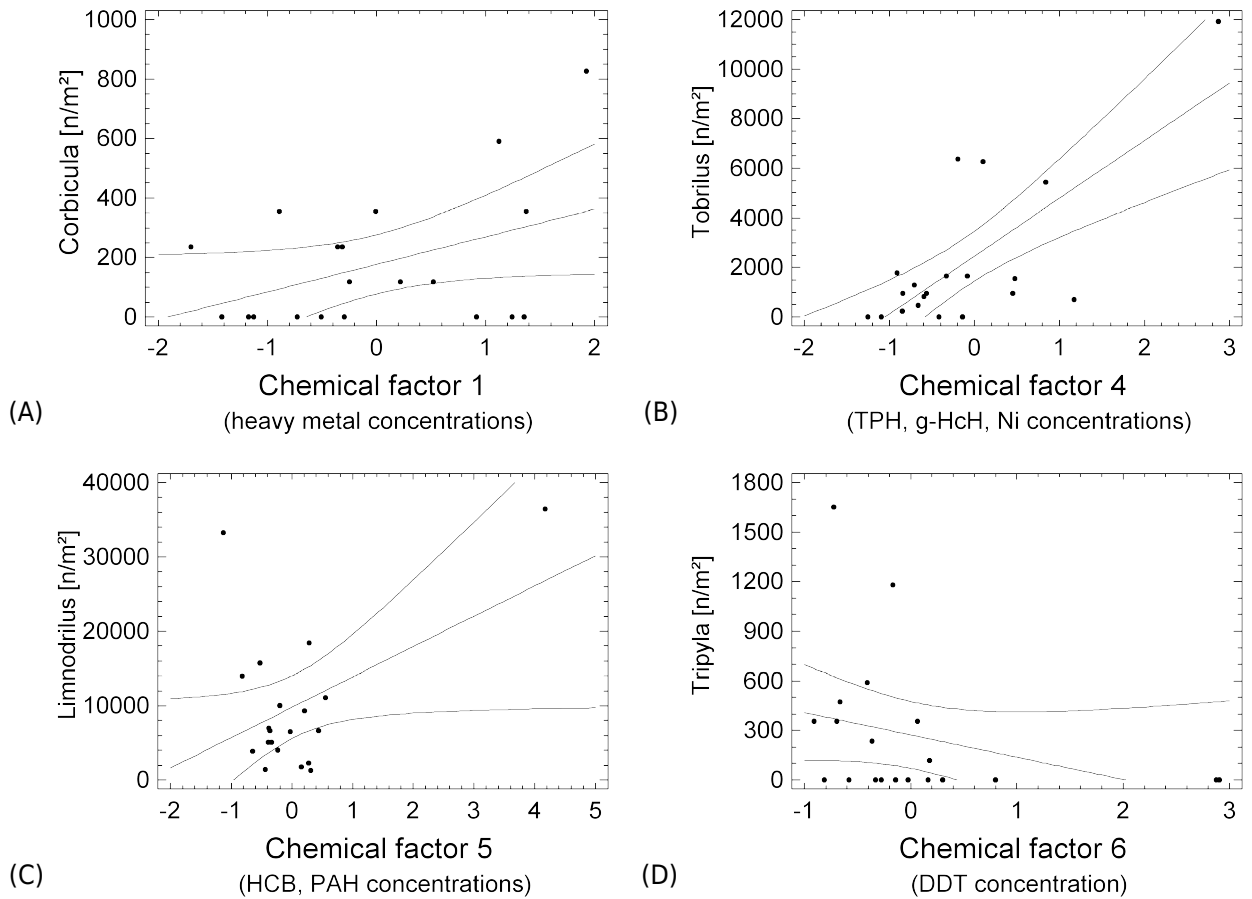 1000
800
600
400
200
0
Corbicula [n/m²]
-2 -1 0 1 2
Chemical factor 1
(heavy metal concentrations)
(A)
12000
10000
8000
6000
4000
2000
0
Tobrilus [n/m²]
-2 -1 0 1 2 3
Chemical factor 4
(TPH, g-HcH, Ni concentrations)
(B)
40000
30000
20000
10000
0
Limnodrilus [n/m²]
-2 -1 0 1 2 3 4 5
Chemical factor 5
(HCB, PAH concentrations)
(C)
1800
1500
1200
900
600
300
0
Tripyla [n/m²]
-1 0 1 2 3
Chemical factor 6
(DDT concentration)
(D)